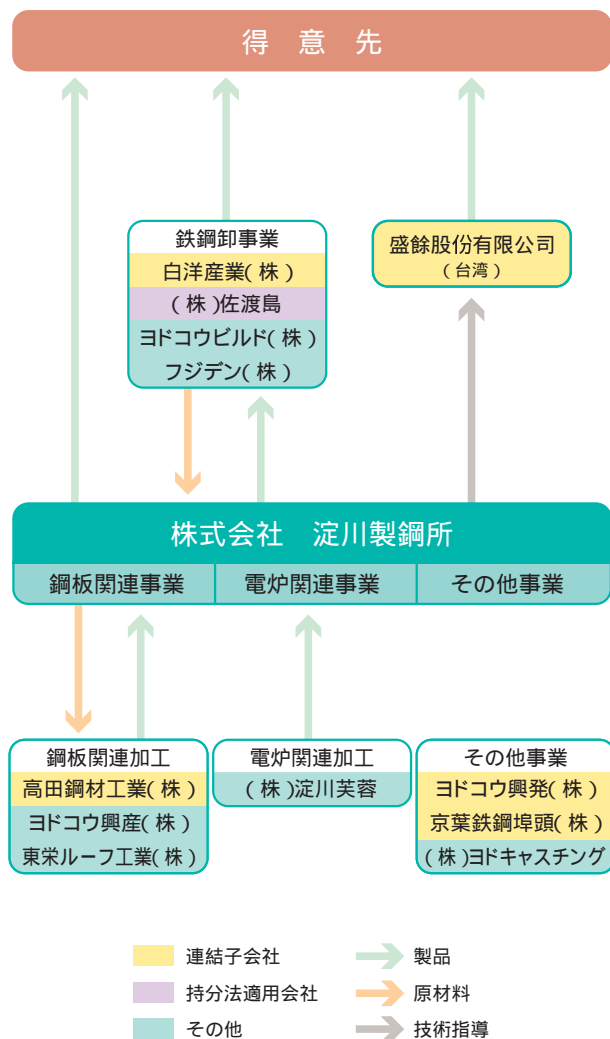 得　意　先
鉄鋼卸事業
白洋産業(株)
(株)佐渡島
ヨドコウビルド(株)
フジデン(株)
盛餘股份有限公司
(台湾)
株式会社　淀川製鋼所
鋼板関連事業
電炉関連事業
その他事業
鋼板関連加工
高田鋼材工業(株)
ヨドコウ興産(株)
東栄ルーフ工業(株)
電炉関連加工
(株)淀川芙蓉
その他事業
ヨドコウ興発(株)
京葉鉄鋼埠頭(株)
(株)ヨドキャスチング
連結子会社
持分法適用会社
その他
製品
原材料
技術指導